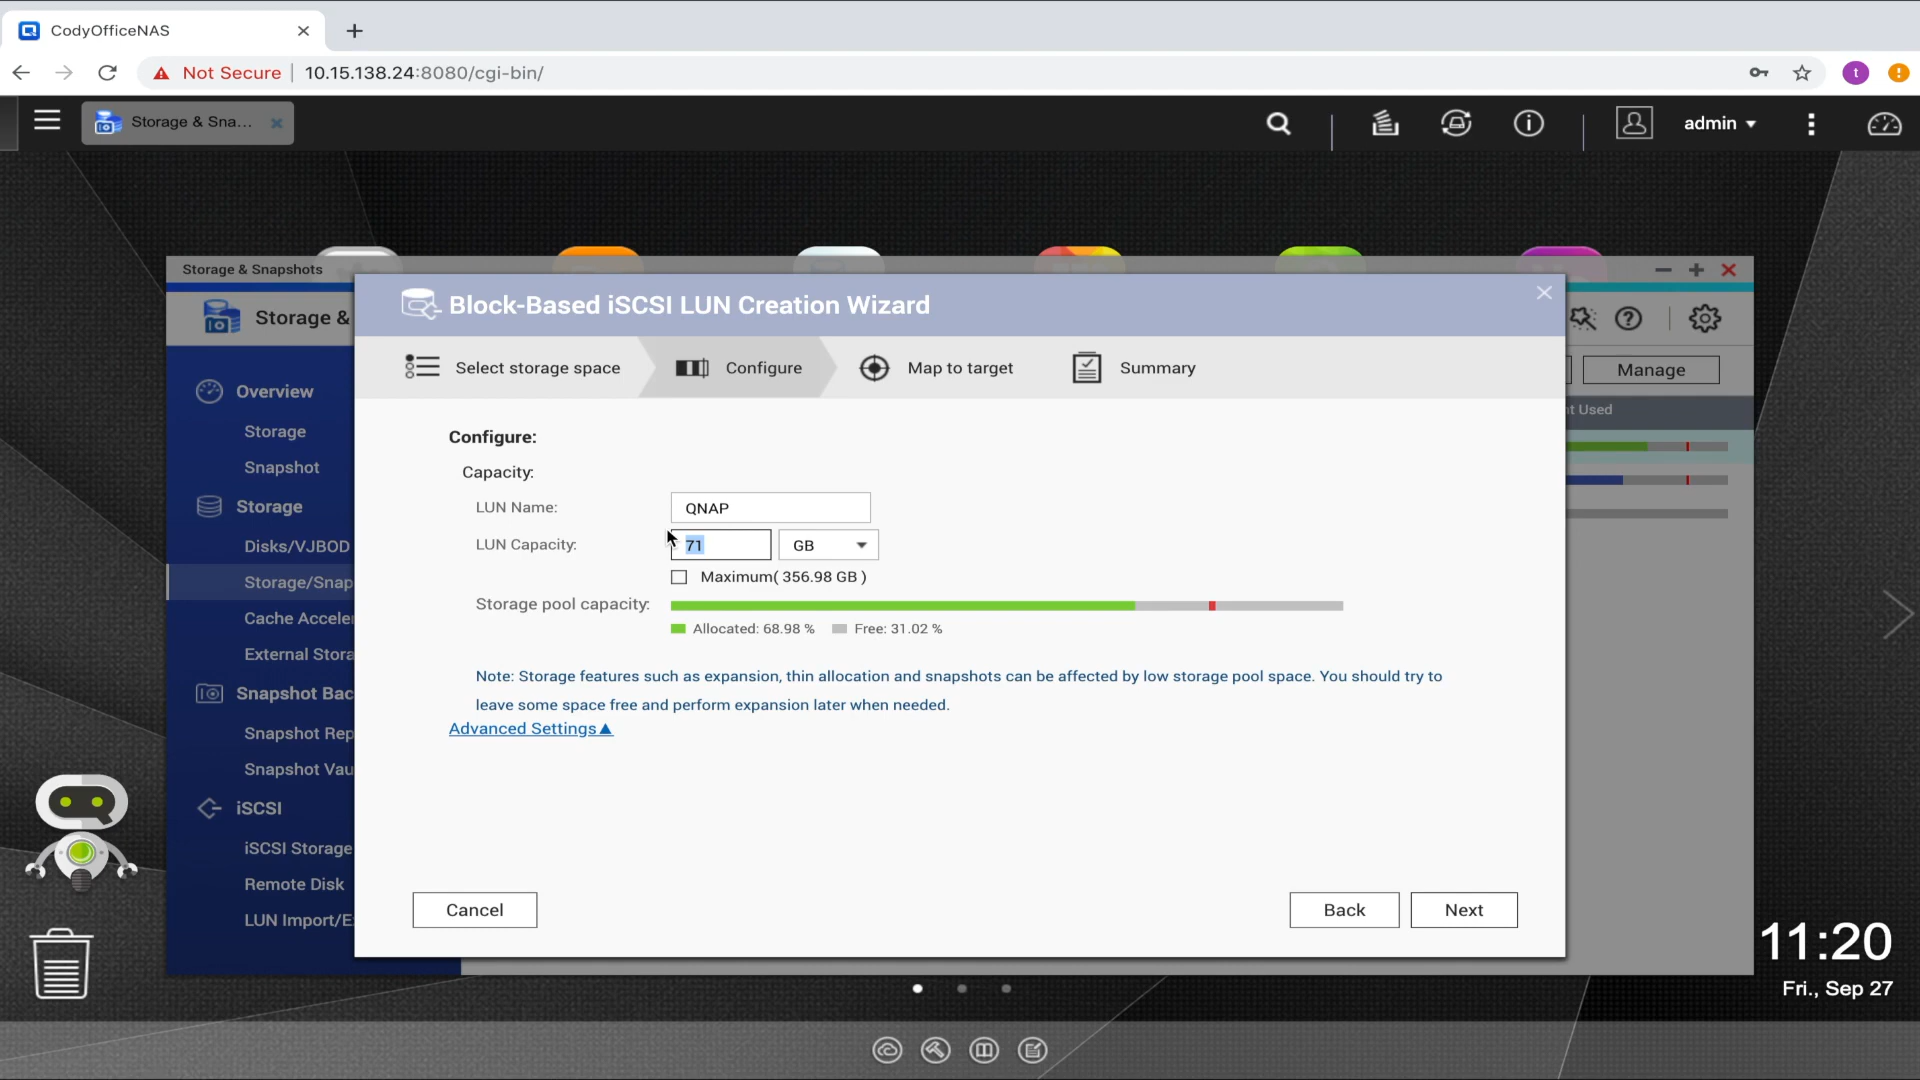 CodyOfficeNAS
Not Secure
10.15.138.24:8080/cgi-bin/
t
Storage & Sna...
admin
Storage & Snapshots
Block-Based iSCSI LUN Creation Wizard
Storage &
Select storage space
Configure
Map to target
Summary
Manage
nt Used
Overview
Storage
Snapshot
Storage
Disks/VJBOD
Storage/Snap
Cache Acceler
External Stora
Snapshot Bac
Snapshot Rep
Snapshot Vau
iSCSI
iSCSI Storage
Remote Disk
LUN Import/E
Configure:
Capacity:
LUN Name:
QNAP
LUN Capacity:
71
GB
Maximum( 356.98 GB )
Storage pool capacity:
Allocated: 68.98 %
Free: 31.02 %
Note: Storage features such as expansion, thin allocation and snapshots can be affected by low storage pool space. You should try to
leave some space free and perform expansion later when needed.
Advanced Settings▲
Cancel
Back
Next
11:20
Fri., Sep 27